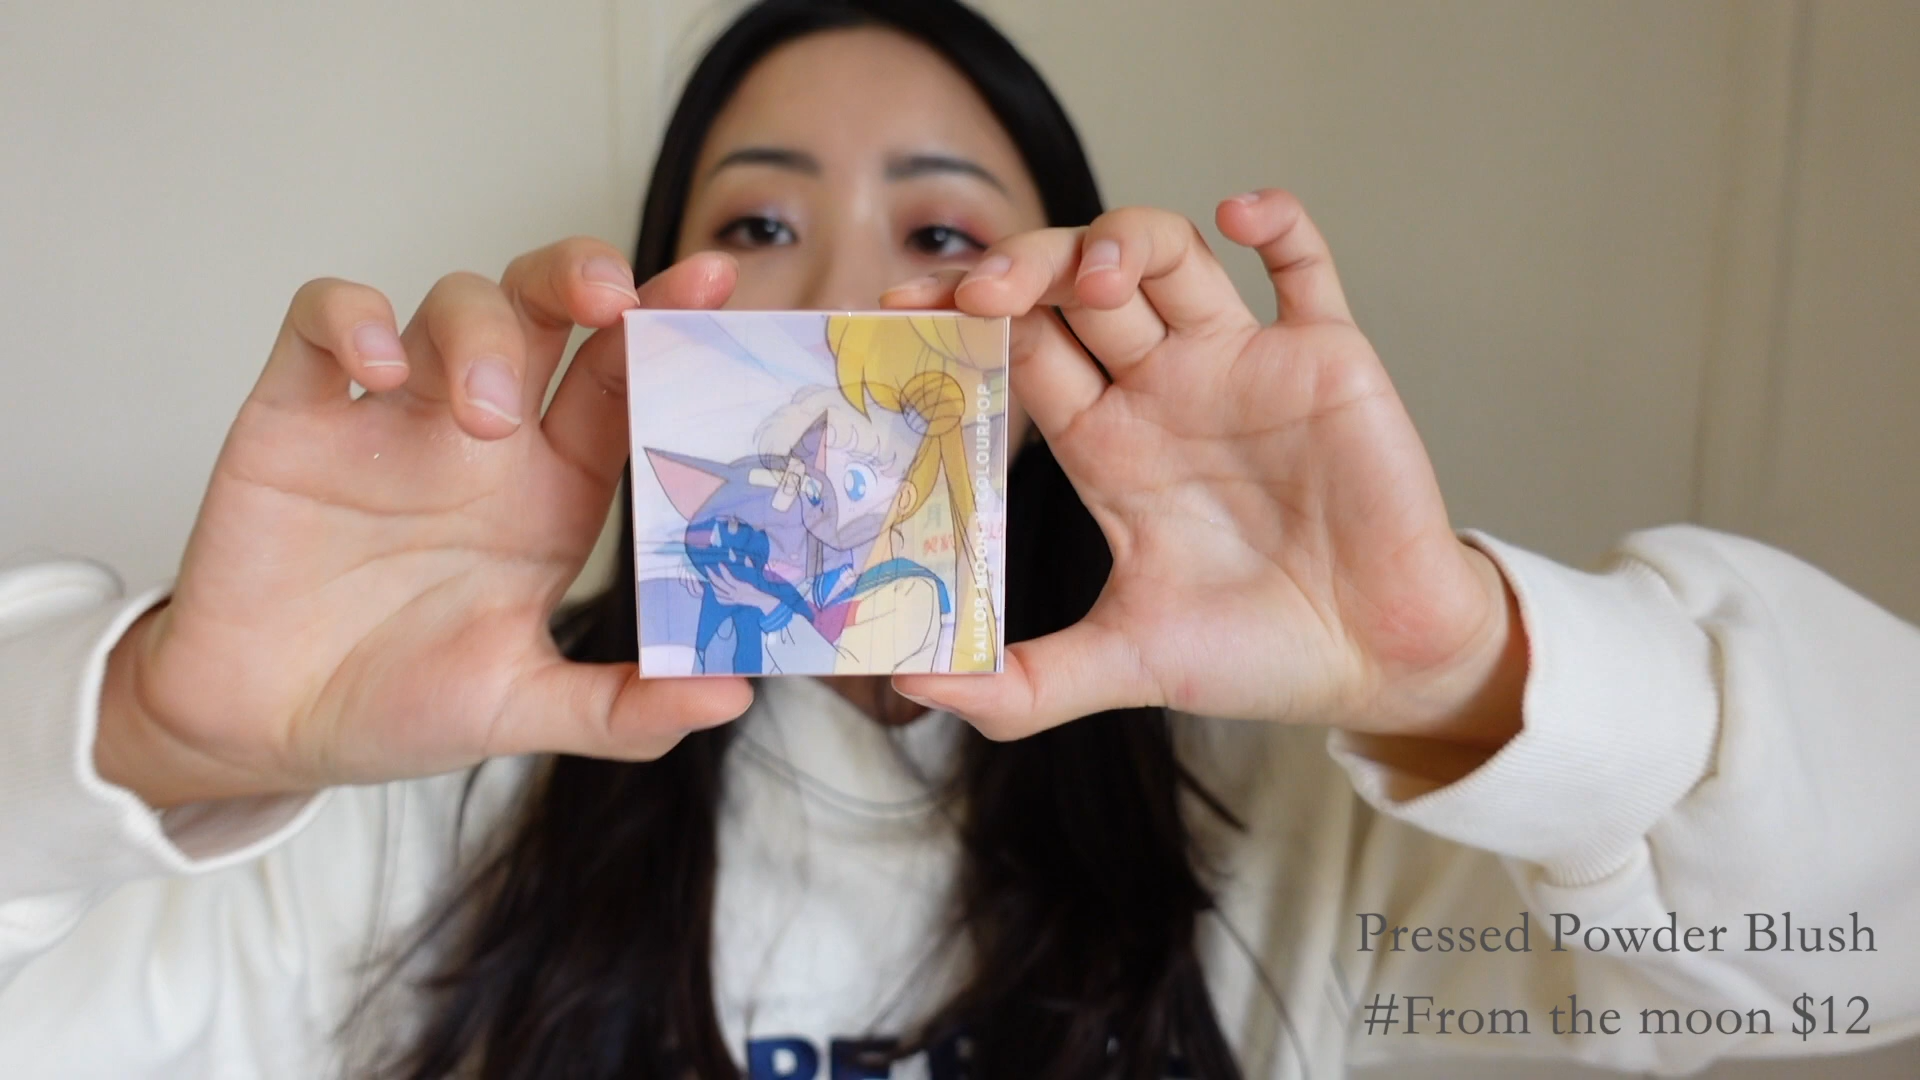 SAILOR MOON × COLOURPOP
Pressed Powder Blush
#From the moon $12